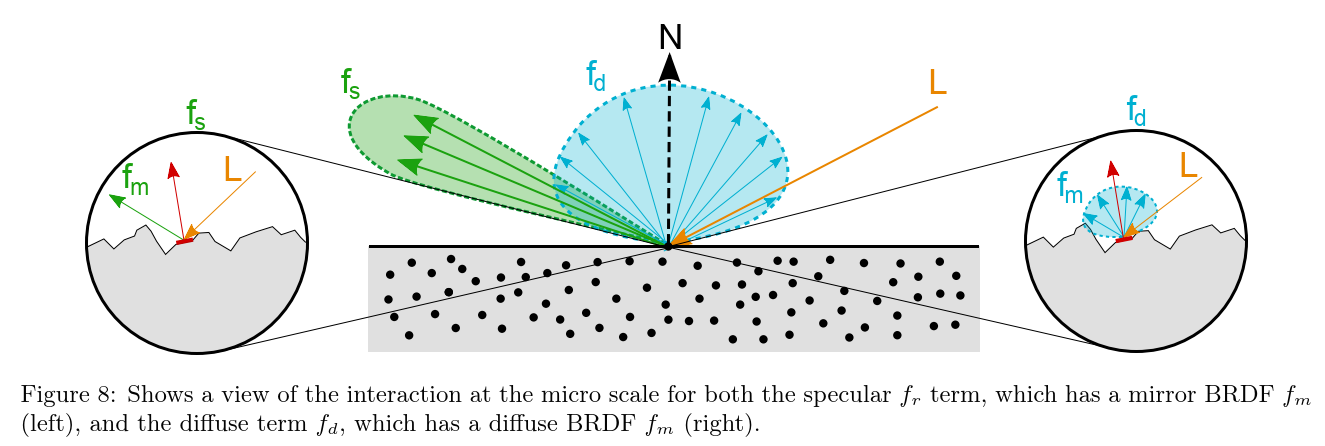 N
f_s
f_d
L
f_s
f_m
L
f_d
f_m
L
Figure 8: Shows a view of the interaction at the micro scale for both the specular f_r term, which has a mirror BRDF f_m
(left), and the diffuse term f_d, which has a diffuse BRDF f_m (right).